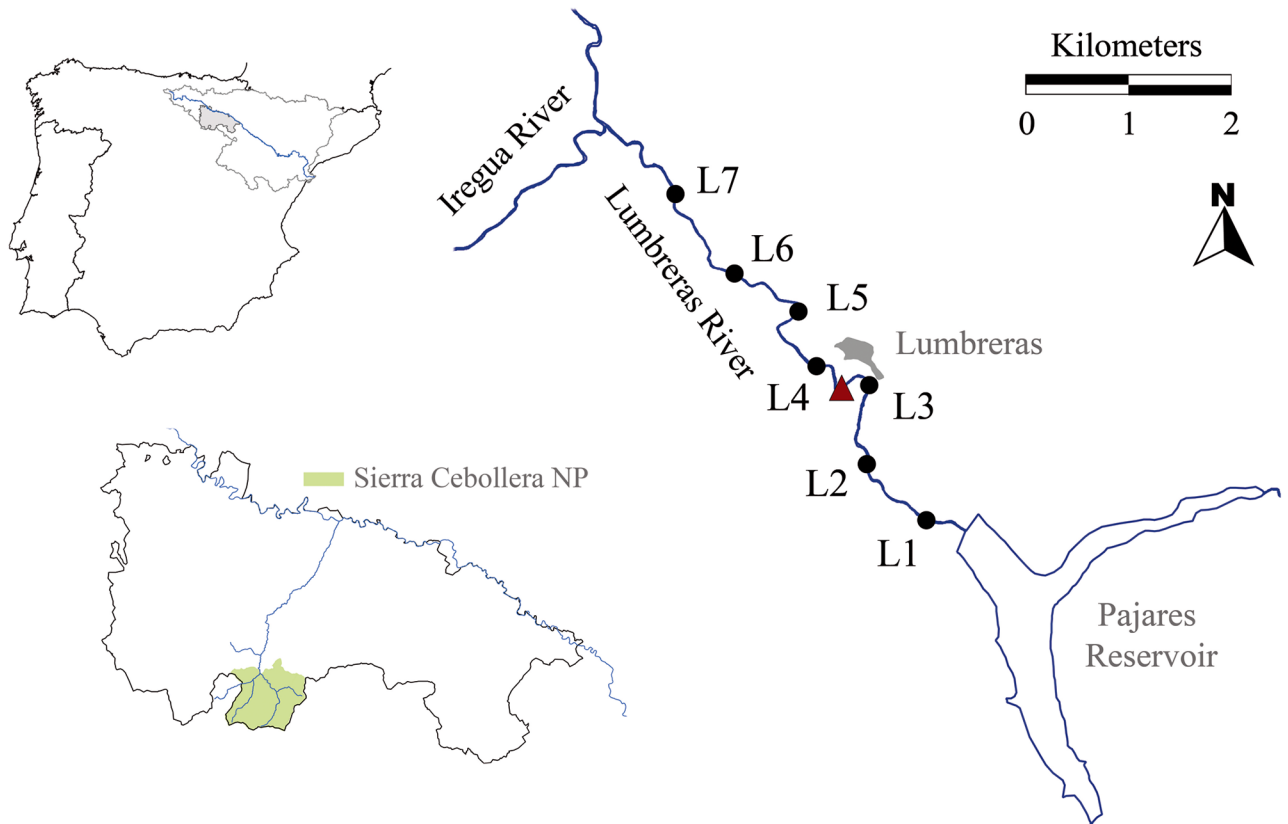 Kilometers
0 1 2
N
Iregua River
Lumbreras River
L7
L6
L5
Lumbreras
L4
L3
L2
L1
Sierra Cebollera NP
Pajares
Reservoir